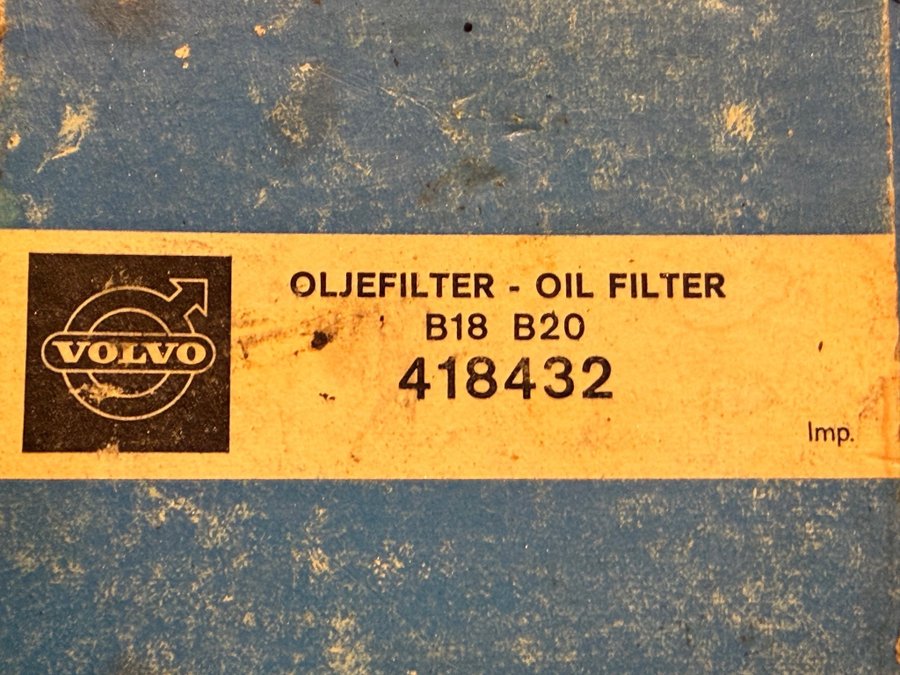 VOLVO
OLJEFILTER - OIL FILTER
B18 B20
418432
Imp.